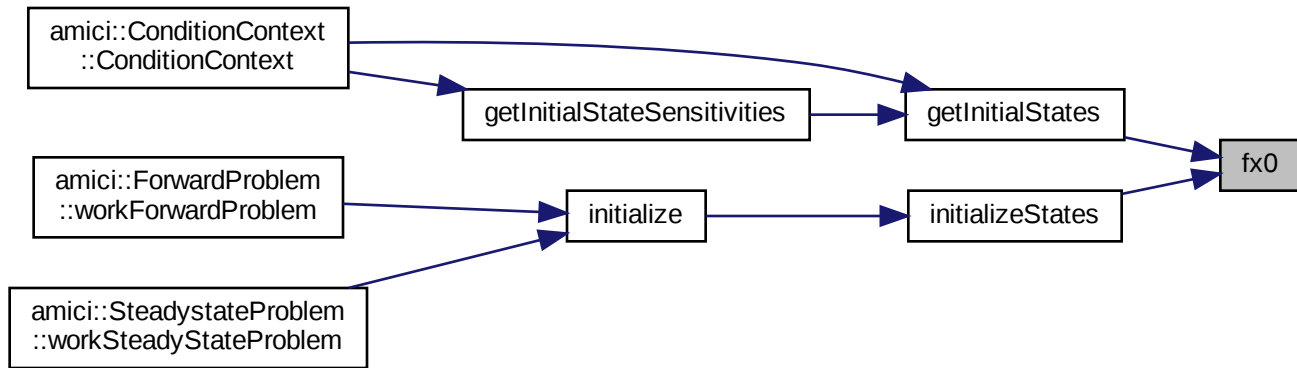 amici::ConditionContext
::ConditionContext
getInitialStateSensitivities
getInitialStates
fx0
amici::ForwardProblem
::workForwardProblem
initialize
initializeStates
amici::SteadystateProblem
::workSteadyStateProblem